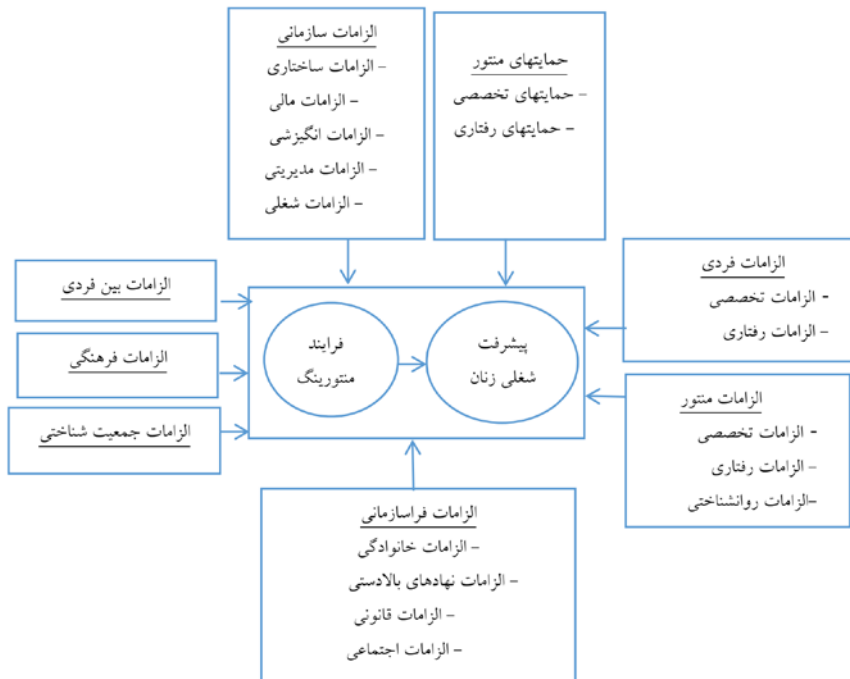 الزامات سازمانی
– الزامات ساختاری
– الزامات مالی
– الزامات انگیزشی
– الزامات مدیریتی
– الزامات شغلی
حمایتهای منتور
– حمایتهای تخصصی
– حمایتهای رفتاری
الزامات فردی
- الزامات تخصصی
– الزامات رفتاری
الزامات بین فردی
الزامات فرهنگی
الزامات جمعیت شناختی
پیشرفت
شغلی زنان
فرایند
منتورینگ
الزامات منتور
- الزامات تخصصی
– الزامات رفتاری
–الزامات روانشناختی
الزامات فراسازمانی
– الزامات خانوادگی
– الزامات نهادهای بالادستی
– الزامات قانونی
– الزامات اجتماعی